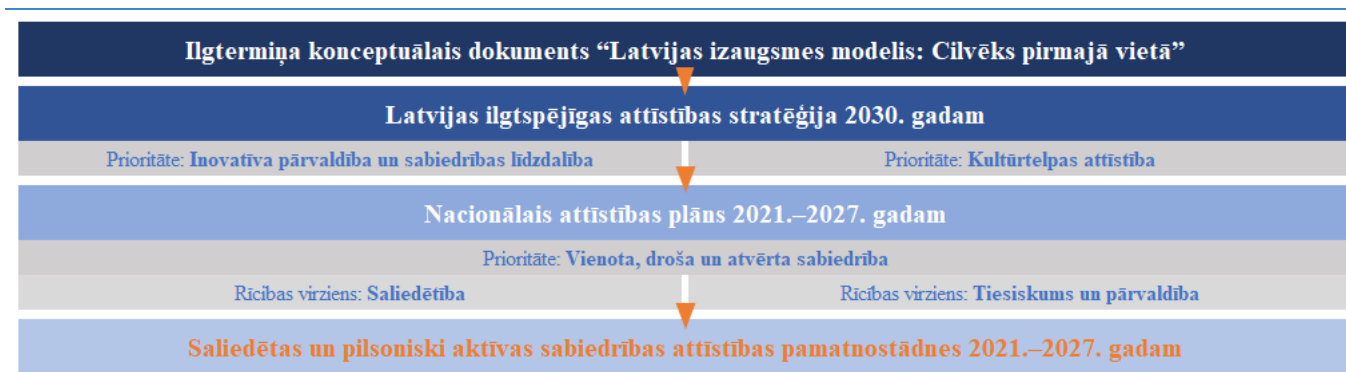 Ilgtermiņa konceptuālais dokuments “Latvijas izaugsmes modelis: Cilvēks pirmajā vietā”
Latvijas ilgtspējīgas attīstības stratēģija 2030. gadam
Prioritāte: Inovatīva pārvaldība un sabiedrības līdzdalība
Prioritāte: Kultūrtelpas attīstība
Nacionālais attīstības plāns 2021.–2027. gadam
Prioritāte: Vienota, droša un atvērta sabiedrība
Rīcības virziens: Saliedētība
Rīcības virziens: Tiesiskums un pārvaldība
Saliedētas un pilsoniski aktīvas sabiedrības attīstības pamatnostādnes 2021.–2027. gadam